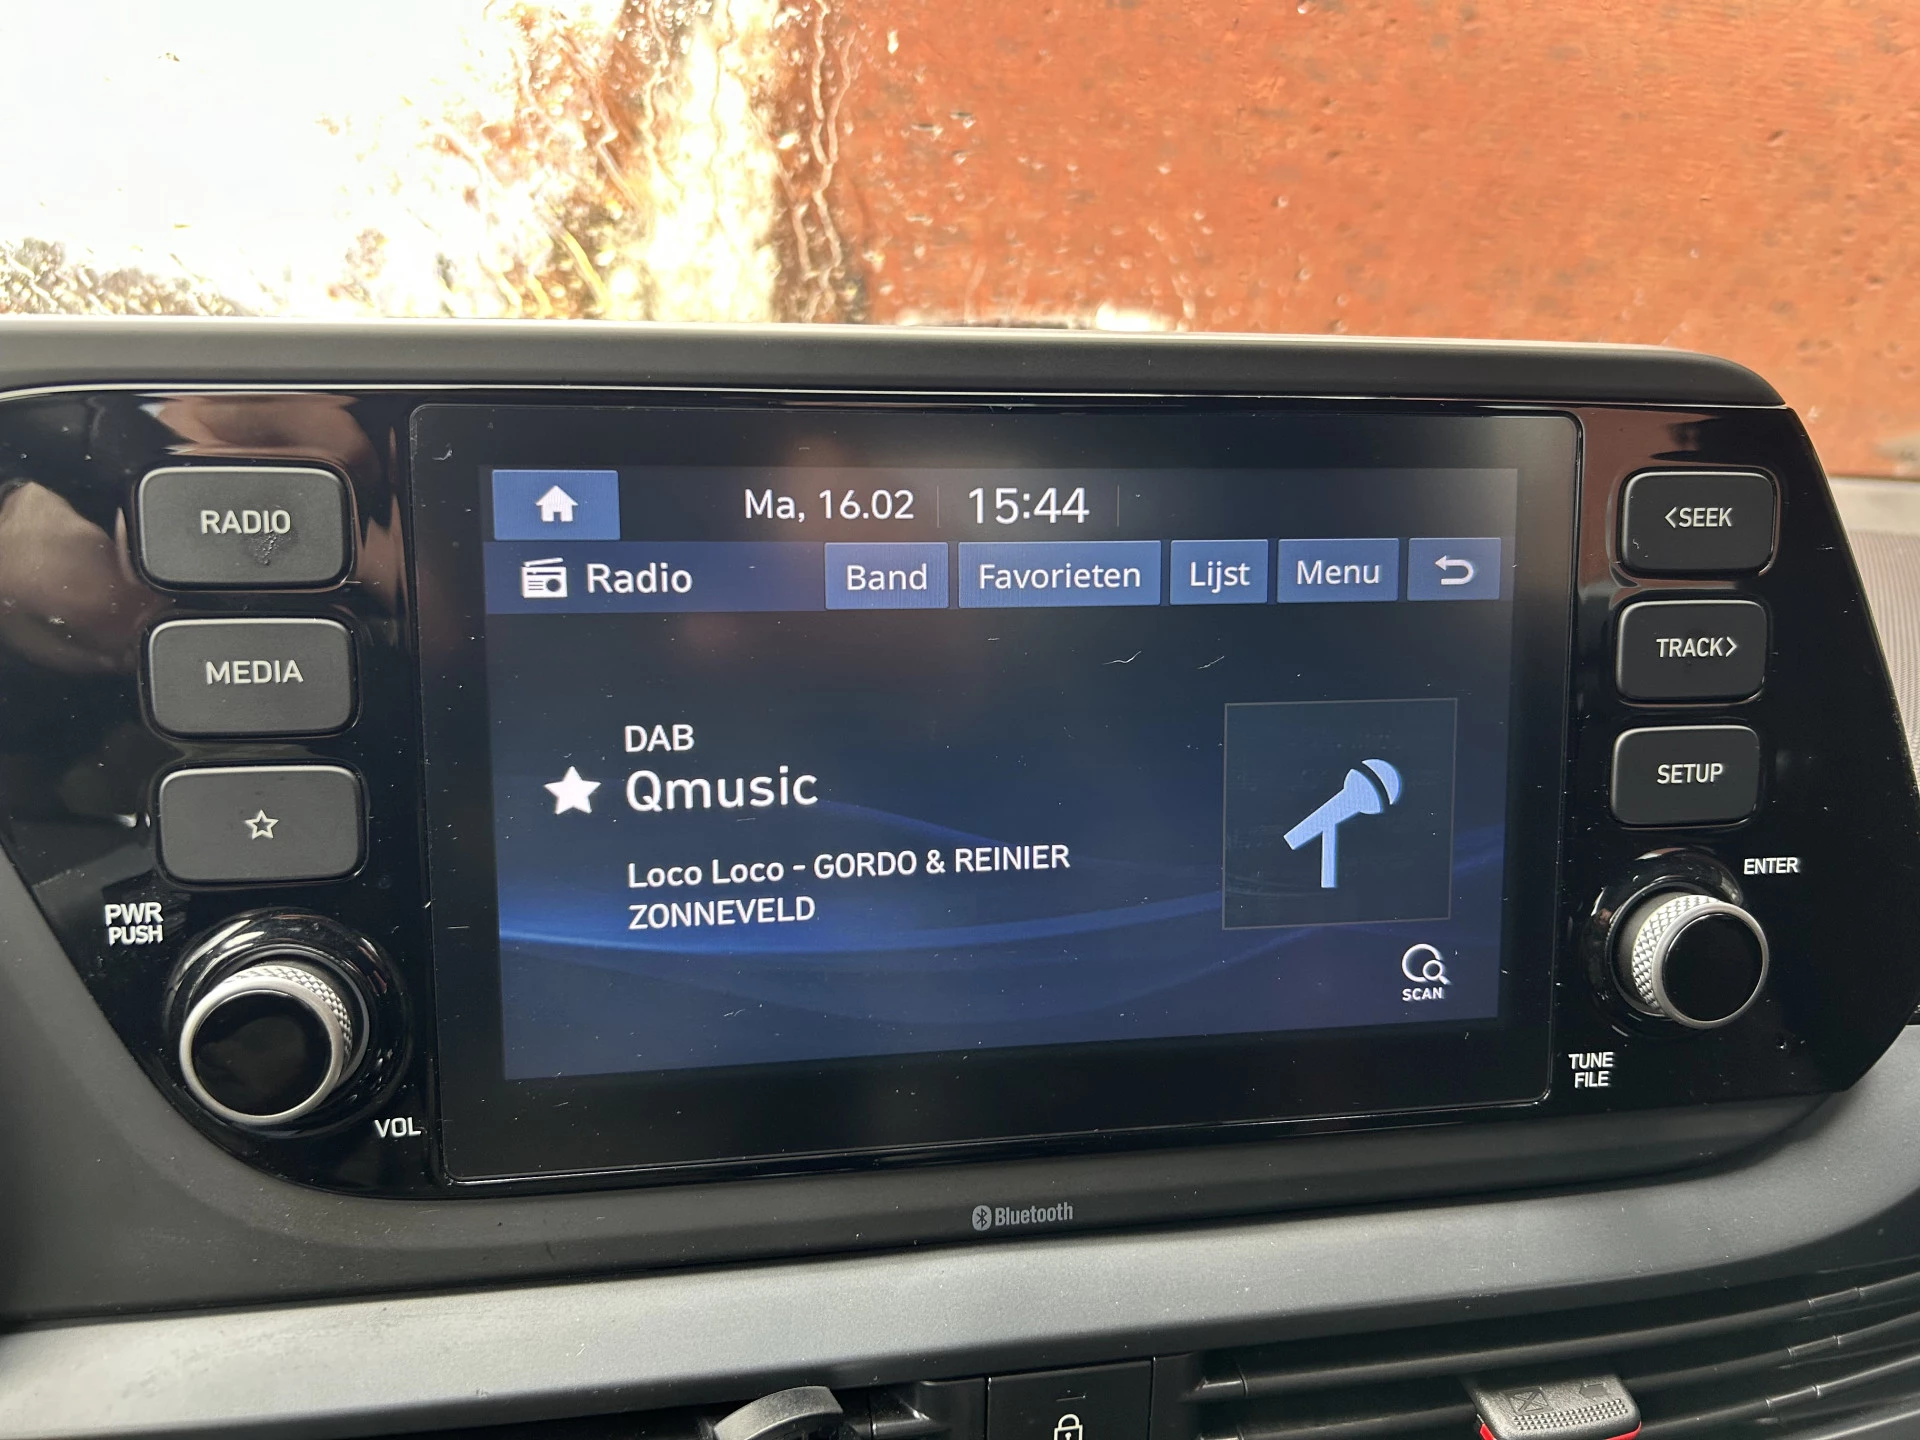 Ma, 16.02 15:44
Radio Band Favorieten Lijst Menu
DAB
Qmusic
Loco Loco - GORDO & REINIER
ZONNEVELD
SCAN
RADIO
MEDIA
PWR
PUSH
VOL
<SEEK
TRACK>
SETUP
ENTER
TUNE
FILE
Bluetooth